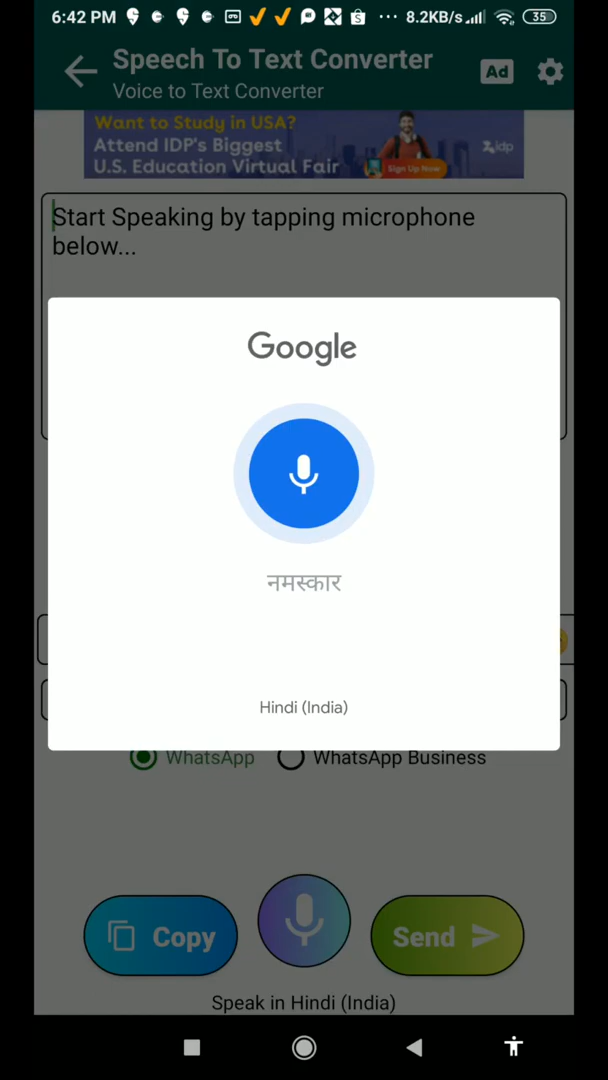 6:42 PM
8.2KB/s
35
Speech To Text Converter
Voice to Text Converter
Ad
Want to Study in USA?
Attend IDP's Biggest
U.S. Education Virtual Fair
Sign Up Now
idp
Start Speaking by tapping microphone
below...
Google
नमस्कार
Hindi (India)
WhatsApp
WhatsApp Business
Copy
Send
Speak in Hindi (India)